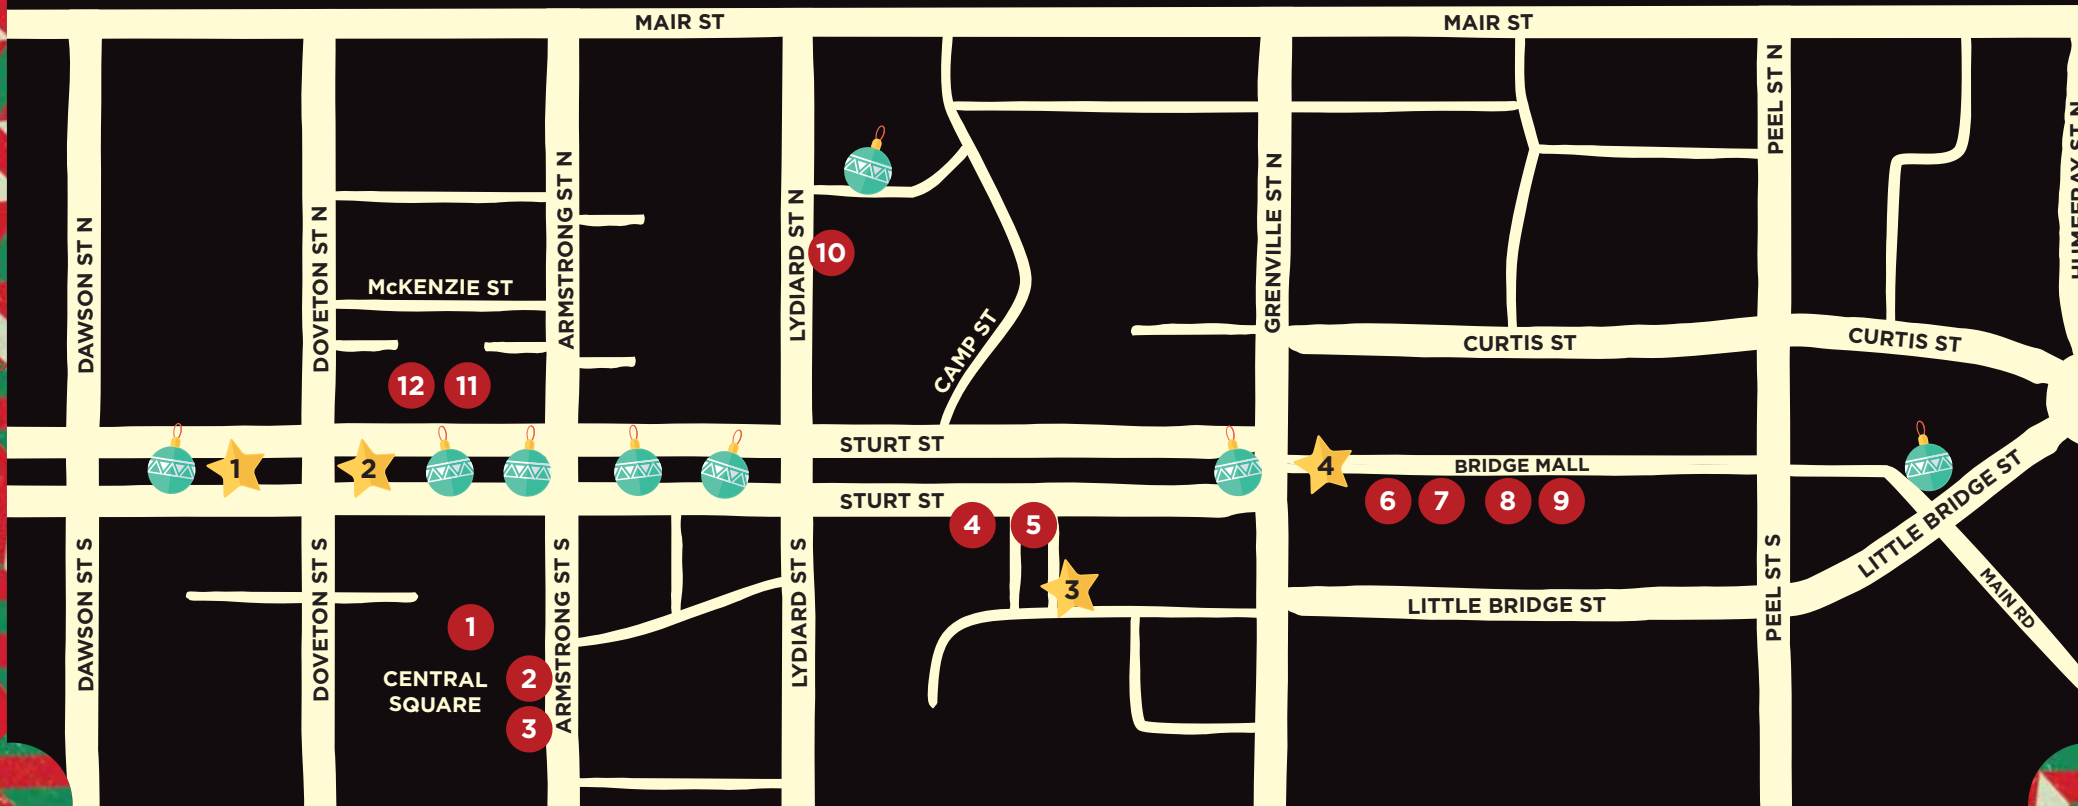 MAIR ST
MAIR ST
PEEL ST N
HUMFFRAY ST N
DAWSON ST N
DOVETON ST N
ARMSTRONG ST N
LYDIARD ST N
GRENVILLE ST N
10
McKENZIE ST
CAMP ST
CURTIS ST
CURTIS ST
12
11
STURT ST
1
2
4
BRIDGE MALL
STURT ST
6
7
8
9
4
5
LITTLE BRIDGE ST
3
LITTLE BRIDGE ST
MAIN RD
DAWSON ST S
DOVETON ST S
ARMSTRONG ST S
LYDIARD ST S
PEEL ST S
1
CENTRAL
SQUARE
2
3